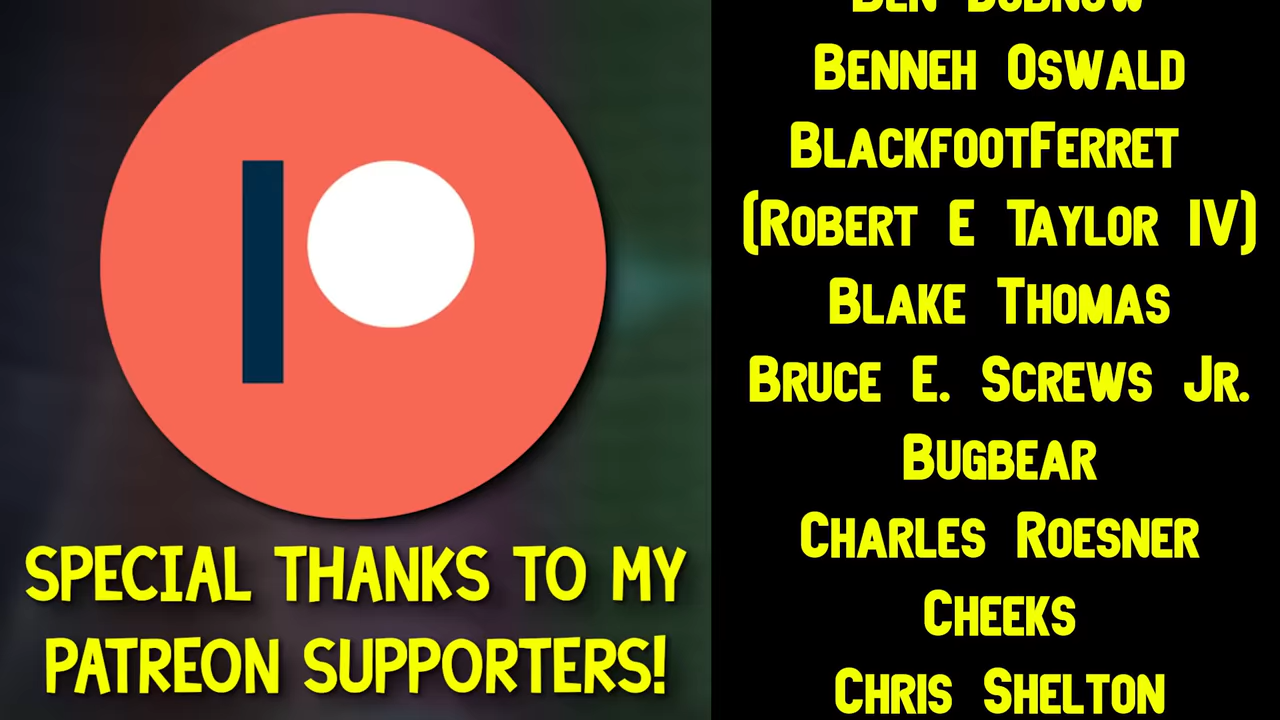 SPECIAL THANKS TO MY
PATREON SUPPORTERS!
Benneh Oswald
BlackfootFerret
(Robert E Taylor IV)
Blake Thomas
Bruce E. Screws Jr.
Bugbear
Charles Roesner
Cheeks
Chris Shelton